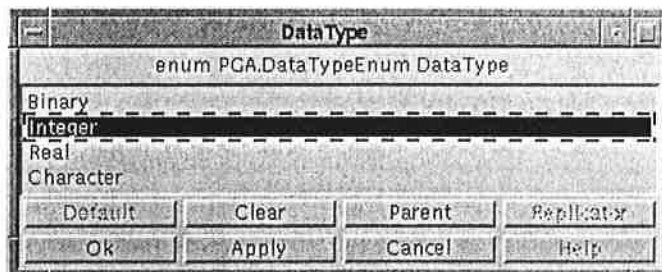 DataType
enum PGA.DataTypeEnum DataType
Binary
Integer
Real
Character
Default Clear Parent Replicator
Ok Apply Cancel Help